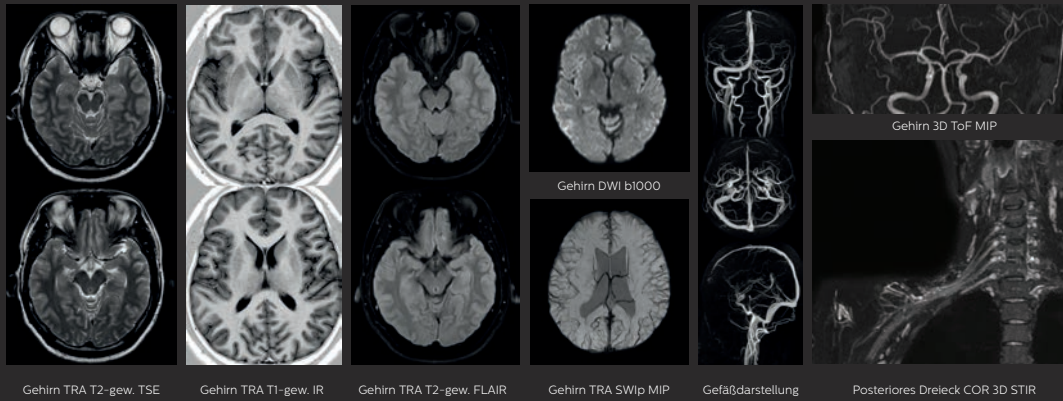 Gehirn 3D ToF MIP
Gehirn DWI b1000
Gehirn TRA T2-gew. TSE
Gehirn TRA T1-gew. IR
Gehirn TRA T2-gew. FLAIR
Gehirn TRA SWIp MIP
Gefäßdarstellung
Posteriores Dreieck COR 3D STIR